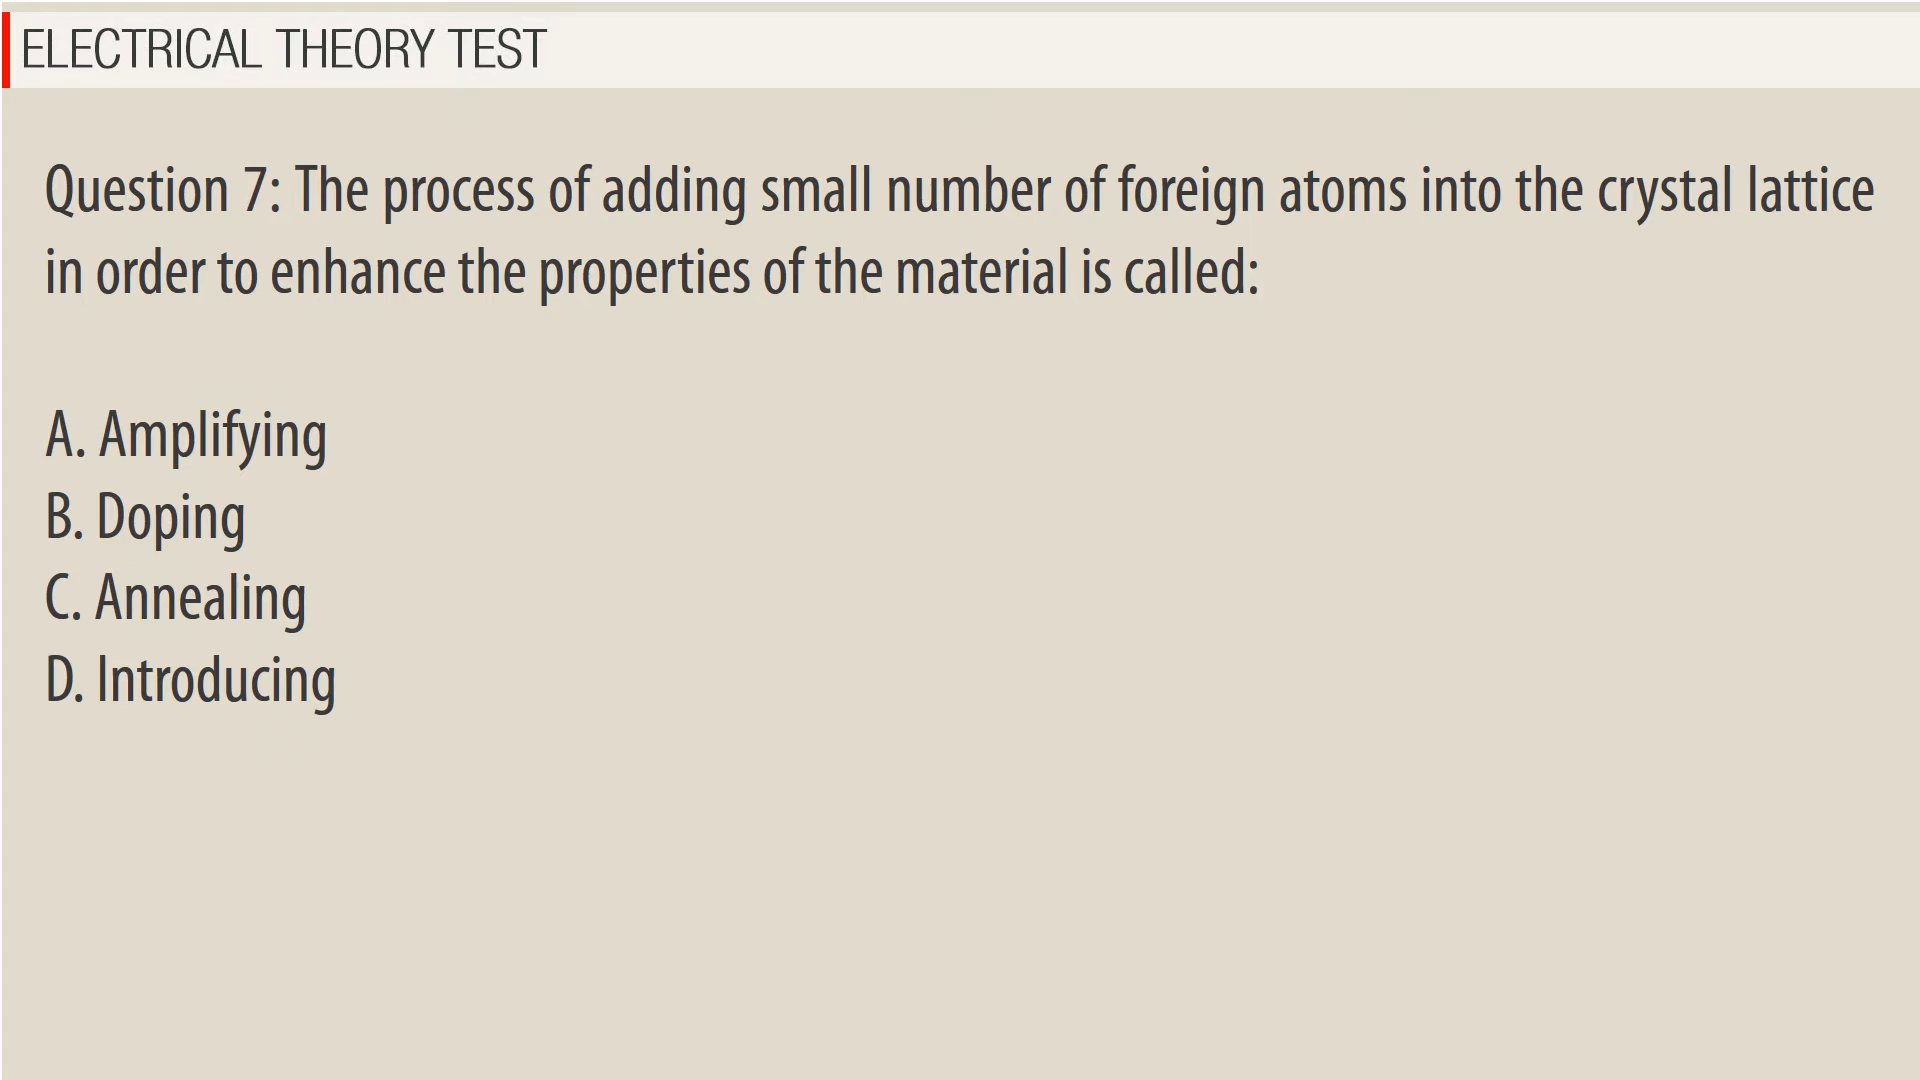 ELECTRICAL THEORY TEST
Question 7: The process of adding small number of foreign atoms into the crystal lattice
in order to enhance the properties of the material is called:
A. Amplifying
B. Doping
C. Annealing
D. Introducing